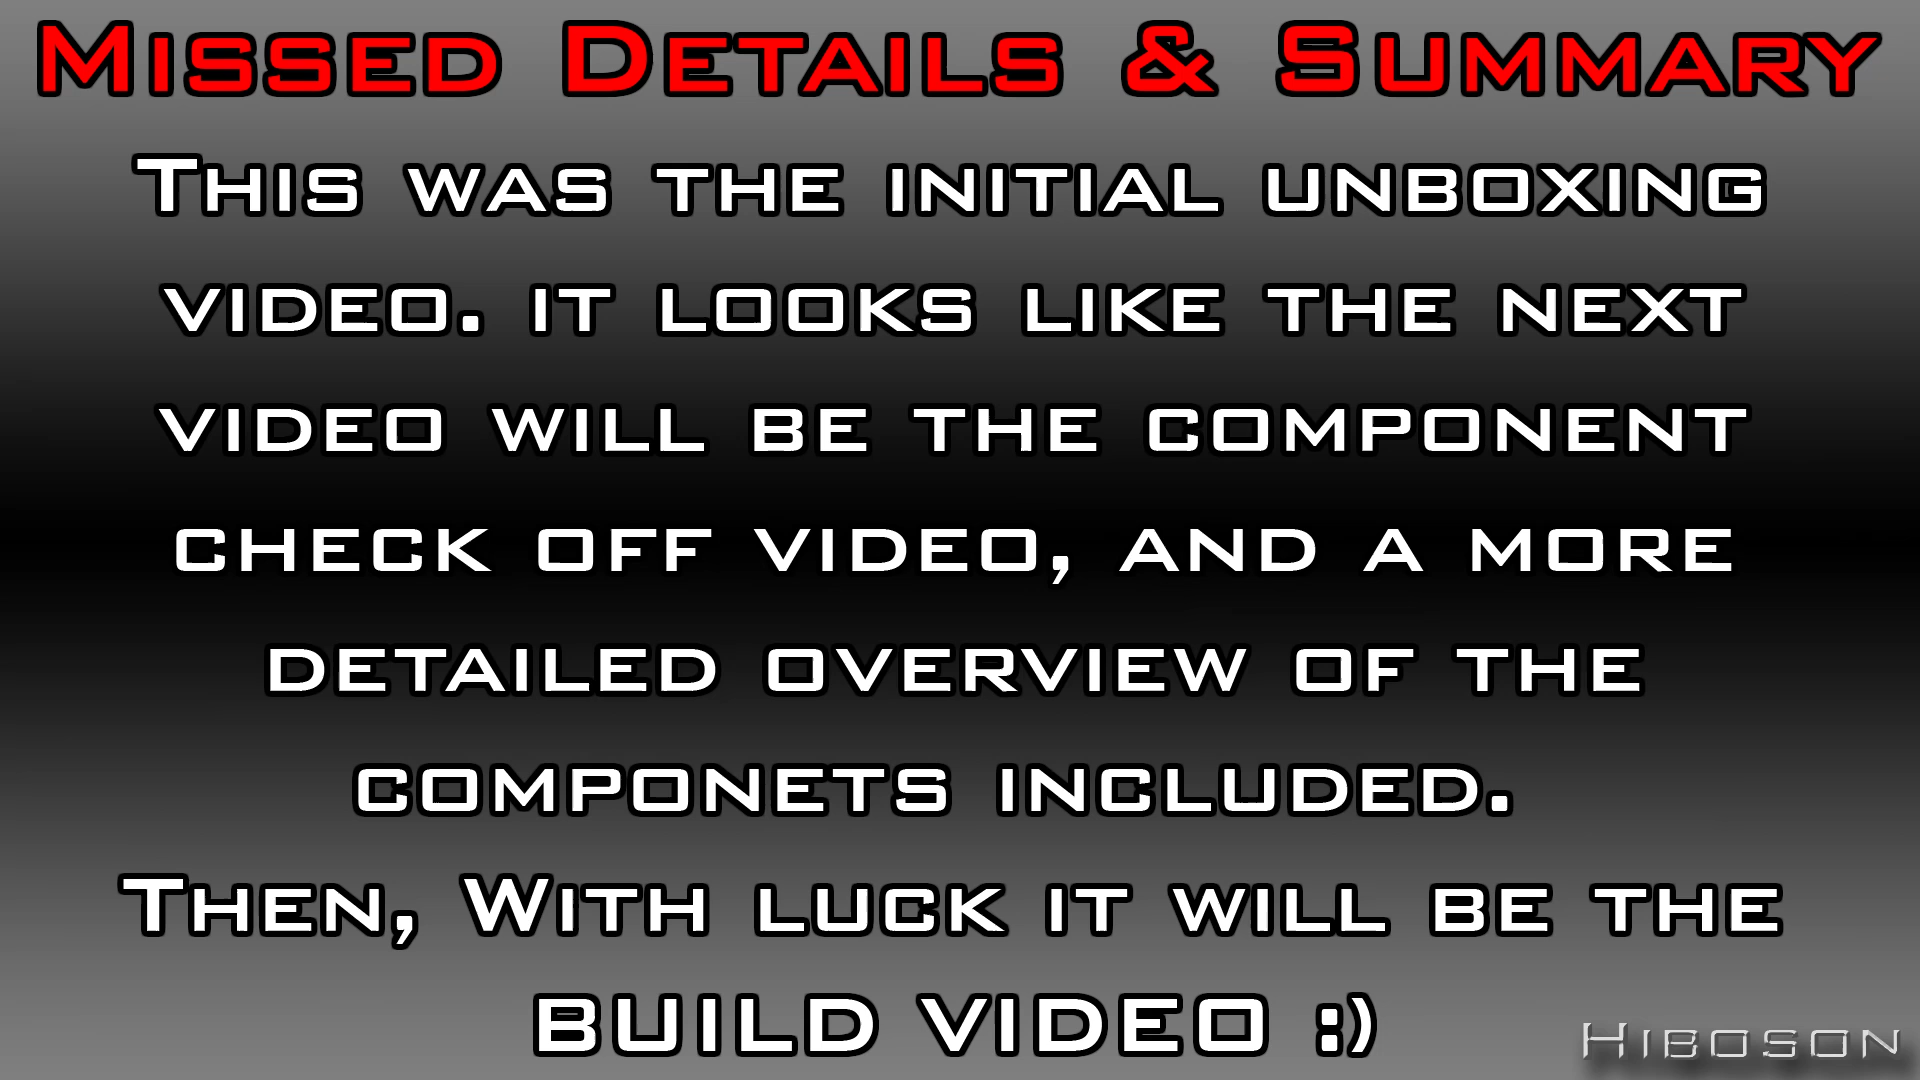 Missed Details & Summary
This was the initial unboxing
video. it looks like the next
video will be the component
check off video, and a more
detailed overview of the
componets included.
Then, With luck it will be the
BUILD VIDEO :)
Hiboson